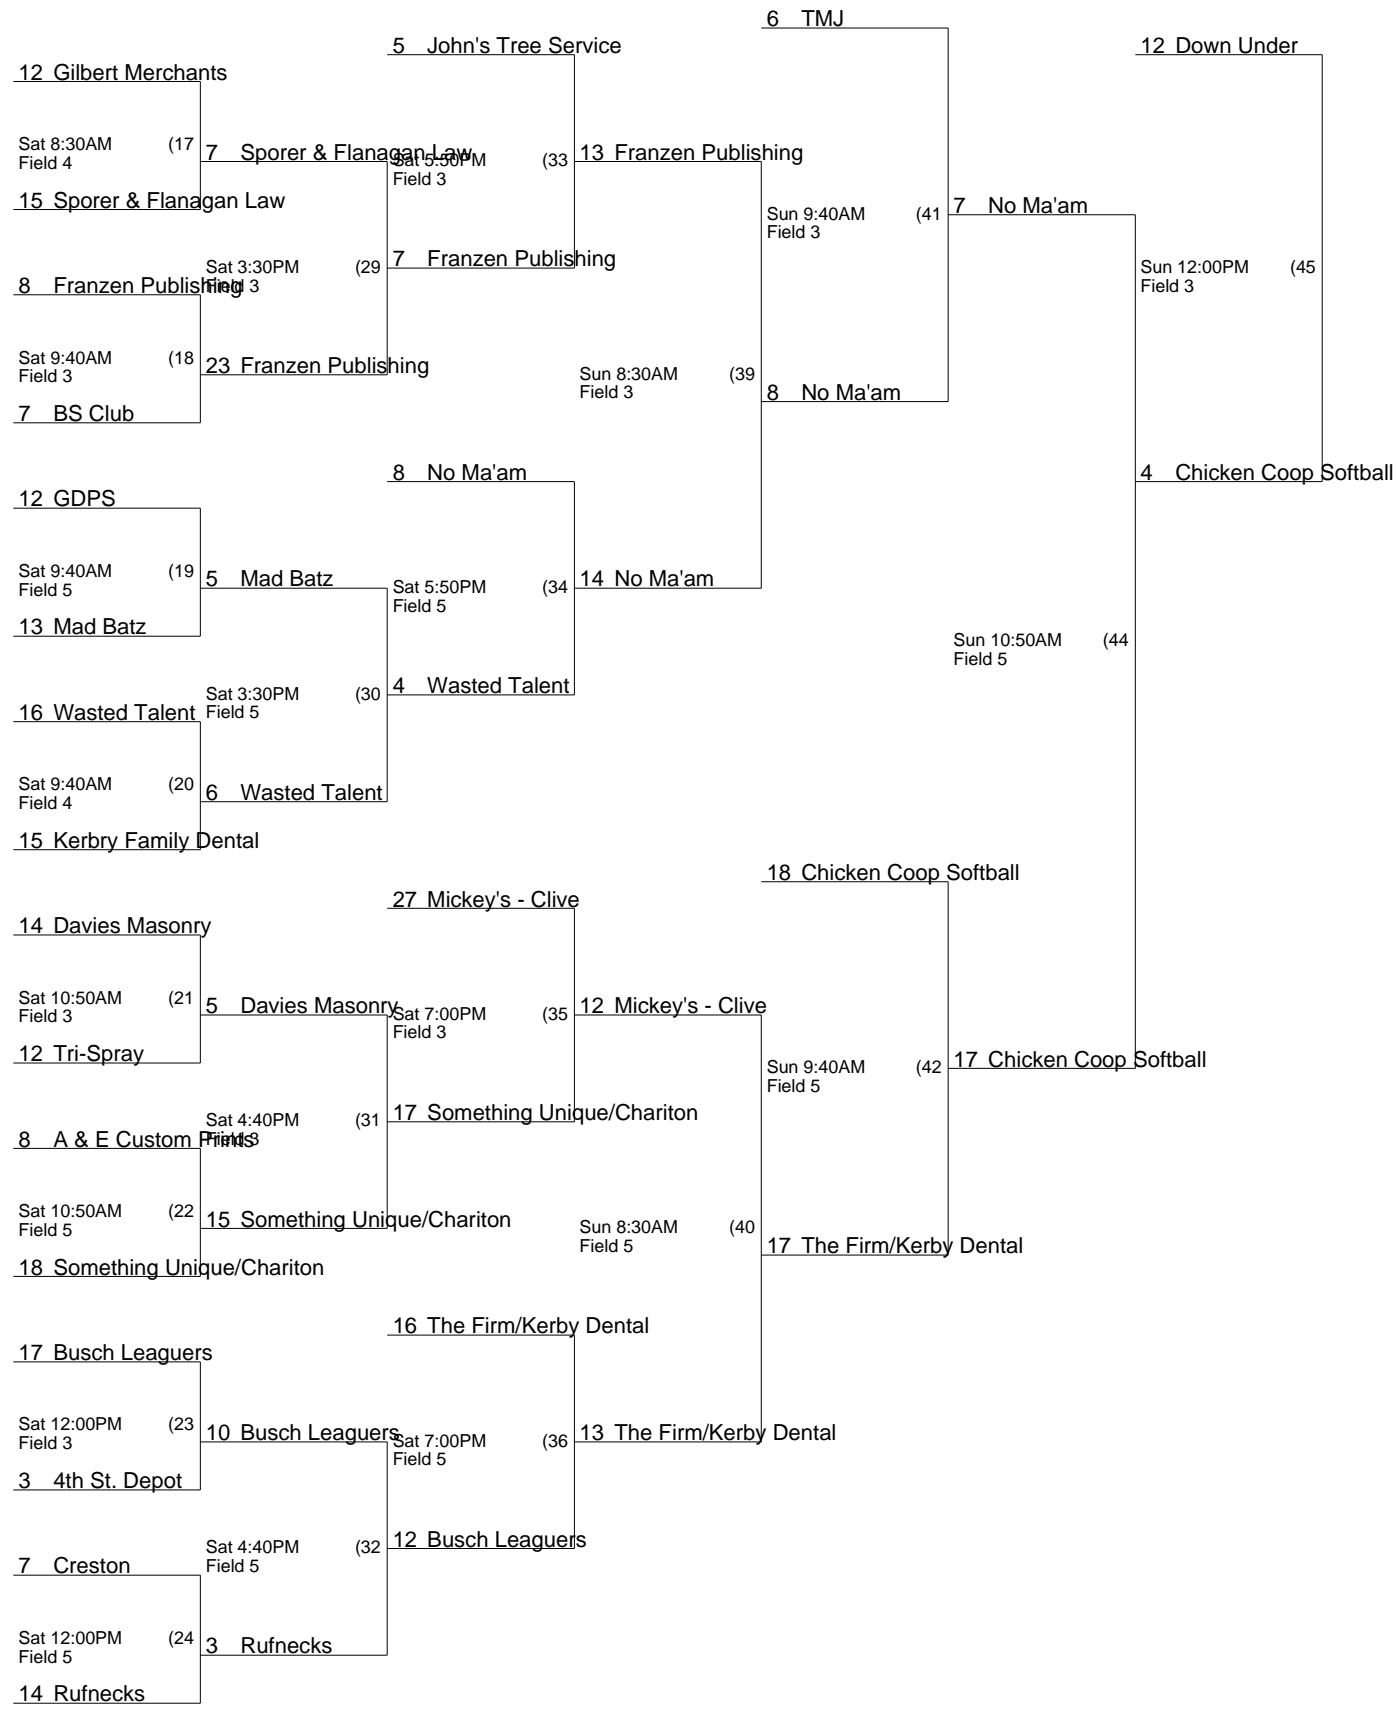 6 TMJ
5 John's Tree Service
12 Down Under
12 Gilbert Merchants
Sat 8:30AM (17
Field 4
7 Sporer & Flanagan Law
Sat 5:50PM (33
Field 3
13 Franzen Publishing
15 Sporer & Flanagan Law
Sun 9:40AM (41
Field 3
7 No Ma'am
Sat 3:30PM (29
Field 3
7 Franzen Publishing
Sun 12:00PM (45
Field 3
8 Franzen Publishing
Sat 9:40AM (18
Field 3
23 Franzen Publishing
Sun 8:30AM (39
Field 3
8 No Ma'am
7 BS Club
8 No Ma'am
4 Chicken Coop Softball
12 GDPS
Sat 9:40AM (19
Field 5
5 Mad Batz
Sat 5:50PM (34
Field 5
14 No Ma'am
13 Mad Batz
Sun 10:50AM (44
Field 5
Sat 3:30PM (30
Field 5
4 Wasted Talent
16 Wasted Talent
Sat 9:40AM (20
Field 4
6 Wasted Talent
15 Kerbry Family Dental
18 Chicken Coop Softball
27 Mickey's - Clive
14 Davies Masonry
Sat 10:50AM (21
Field 3
5 Davies Masonry
Sat 7:00PM (35
Field 3
12 Mickey's - Clive
12 Tri-Spray
Sun 9:40AM (42
Field 5
17 Chicken Coop Softball
Sat 4:40PM (31
Field 3
17 Something Unique/Chariton
8 A & E Custom Prints
Sat 10:50AM (22
Field 5
15 Something Unique/Chariton
Sun 8:30AM (40
Field 5
17 The Firm/Kerby Dental
18 Something Unique/Chariton
16 The Firm/Kerby Dental
17 Busch Leaguers
Sat 12:00PM (23
Field 3
10 Busch Leaguers
Sat 7:00PM (36
Field 5
13 The Firm/Kerby Dental
3 4th St. Depot
Sat 4:40PM (32
Field 5
12 Busch Leaguers
7 Creston
Sat 12:00PM (24
Field 5
3 Rufnecks
14 Rufnecks